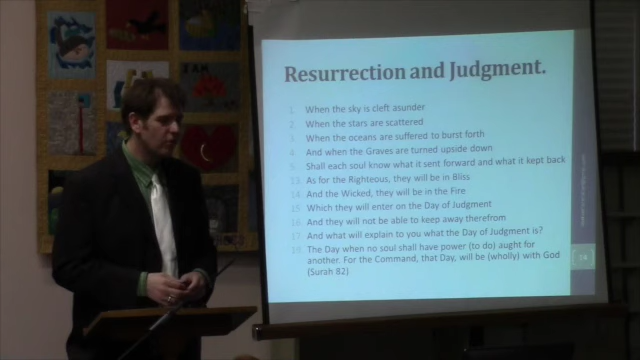 Resurrection and Judgment.
1. When the sky is cleft asunder
2. When the stars are scattered
3. When the oceans are suffered to burst forth
4. And when the Graves are turned upside down
5. Shall each soul know what it sent forward and what it kept back
13. As for the Righteous, they will be in Bliss
14. And the Wicked, they will be in the Fire
15. Which they will enter on the Day of Judgment
16. And they will not be able to keep away therefrom
17. And what will explain to you what the Day of Judgment is?
18. The Day when no soul shall have power (to do) aught for
another. For the Command, that Day, will be (wholly) with God
(Surah 82)
I AM